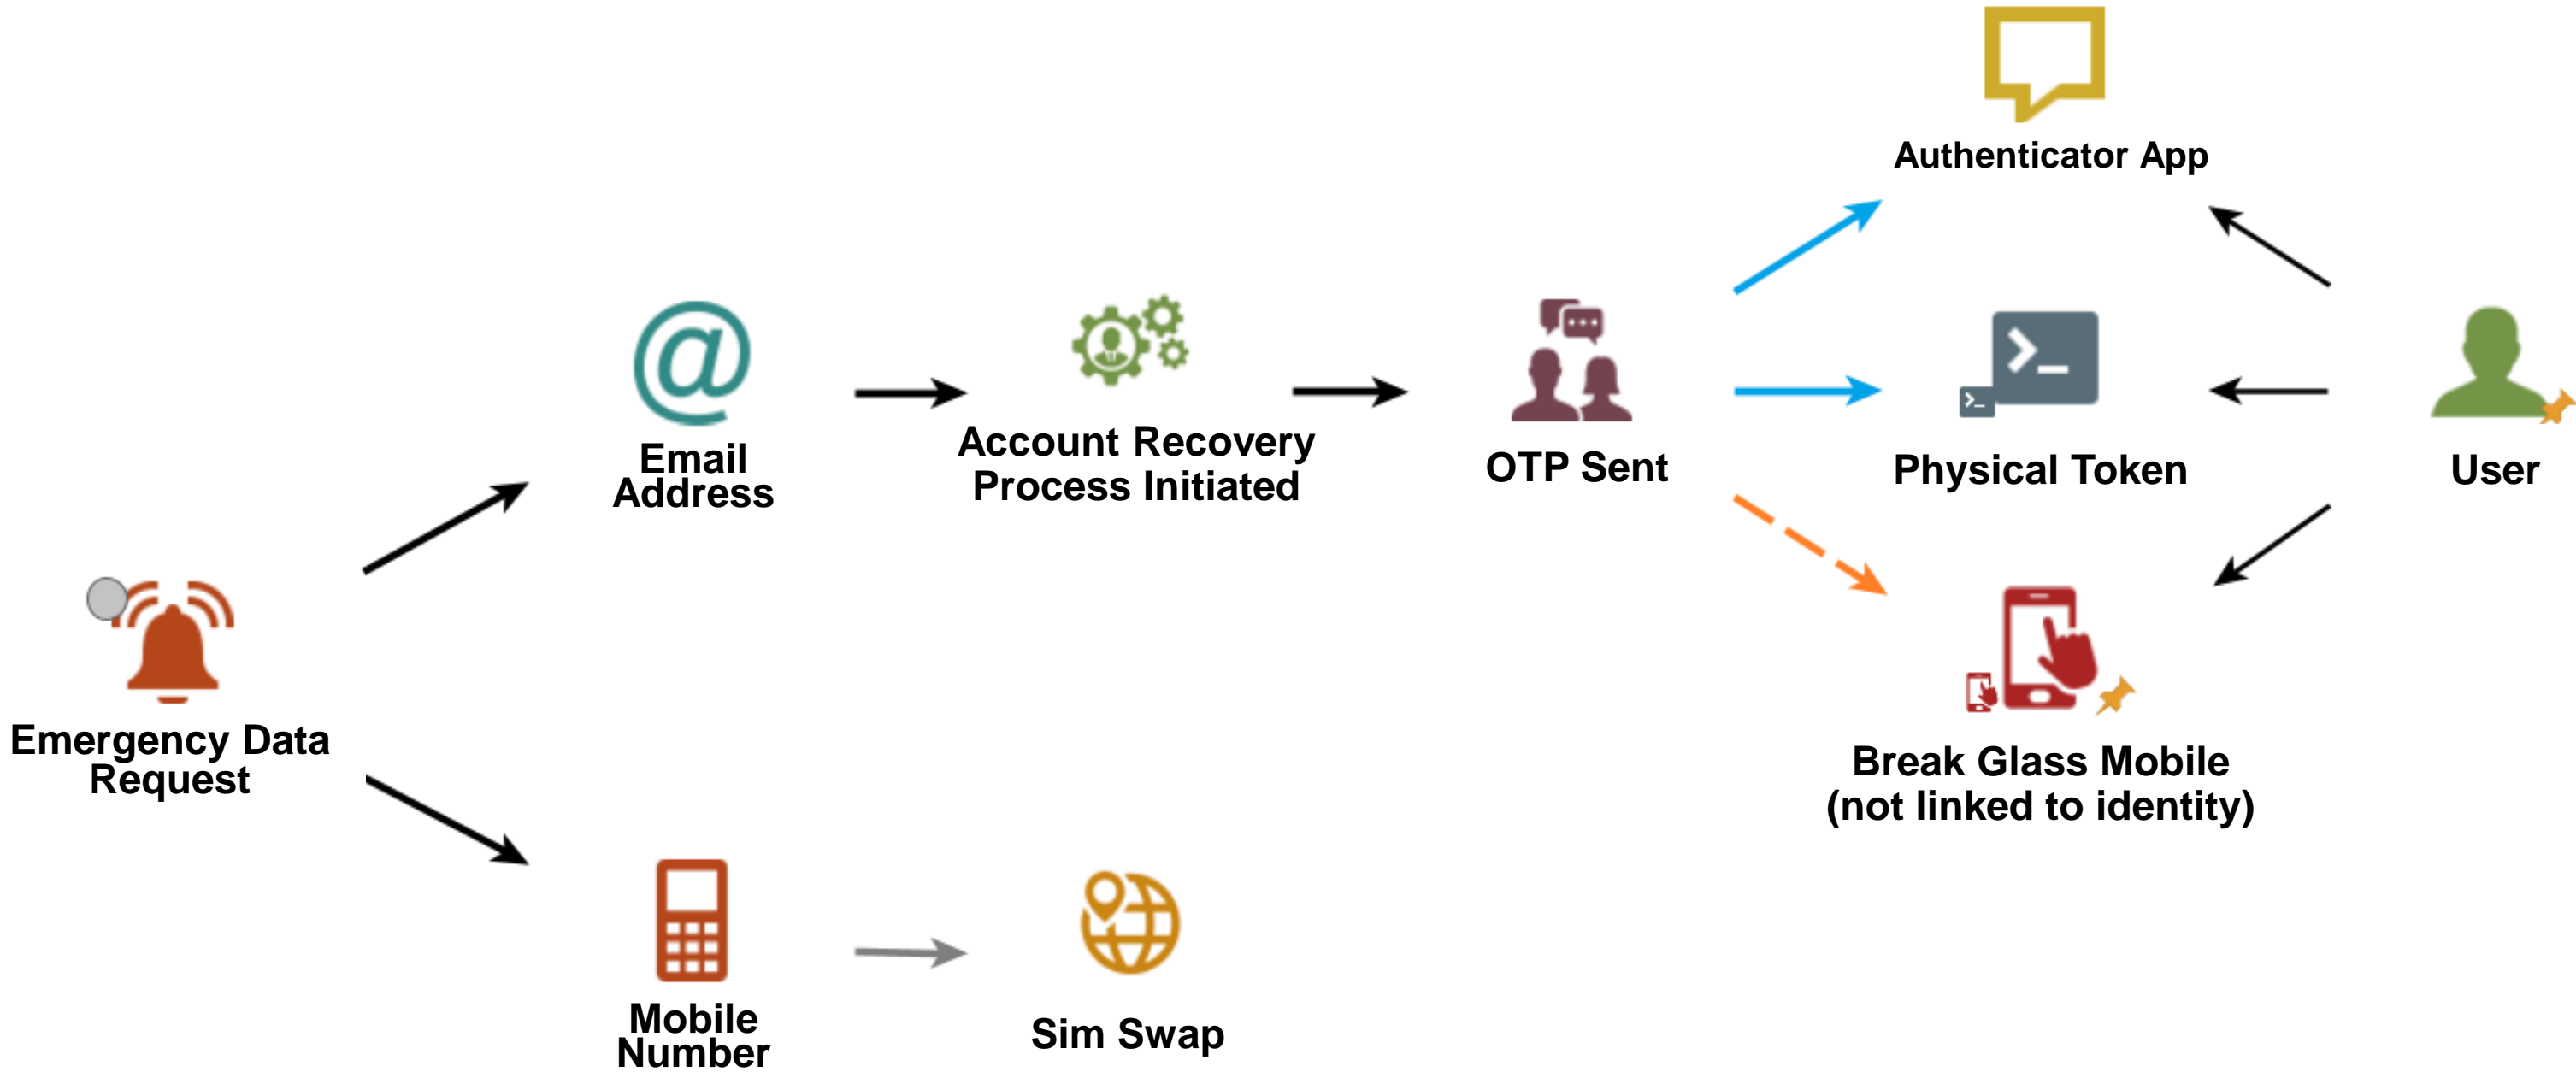 Authenticator App
Email
Address
Account Recovery
Process Initiated
OTP Sent
Physical Token
User
Emergency Data
Request
Break Glass Mobile
(not linked to identity)
Mobile
Number
Sim Swap